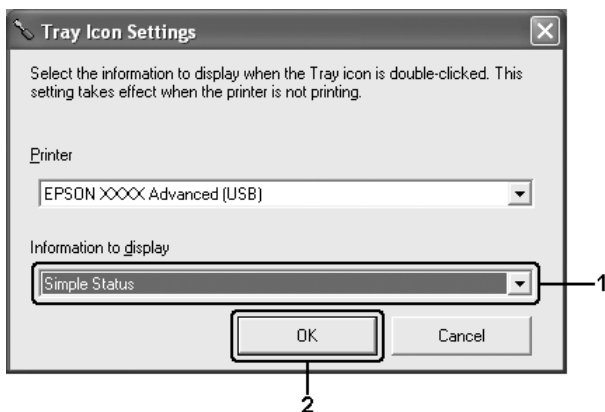 Tray Icon Settings
Select the information to display when the Tray icon is double-clicked. This
setting takes effect when the printer is not printing.
Printer
EPSON XXXX Advanced (USB)
Information to display
Simple Status
1
OK
Cancel
2